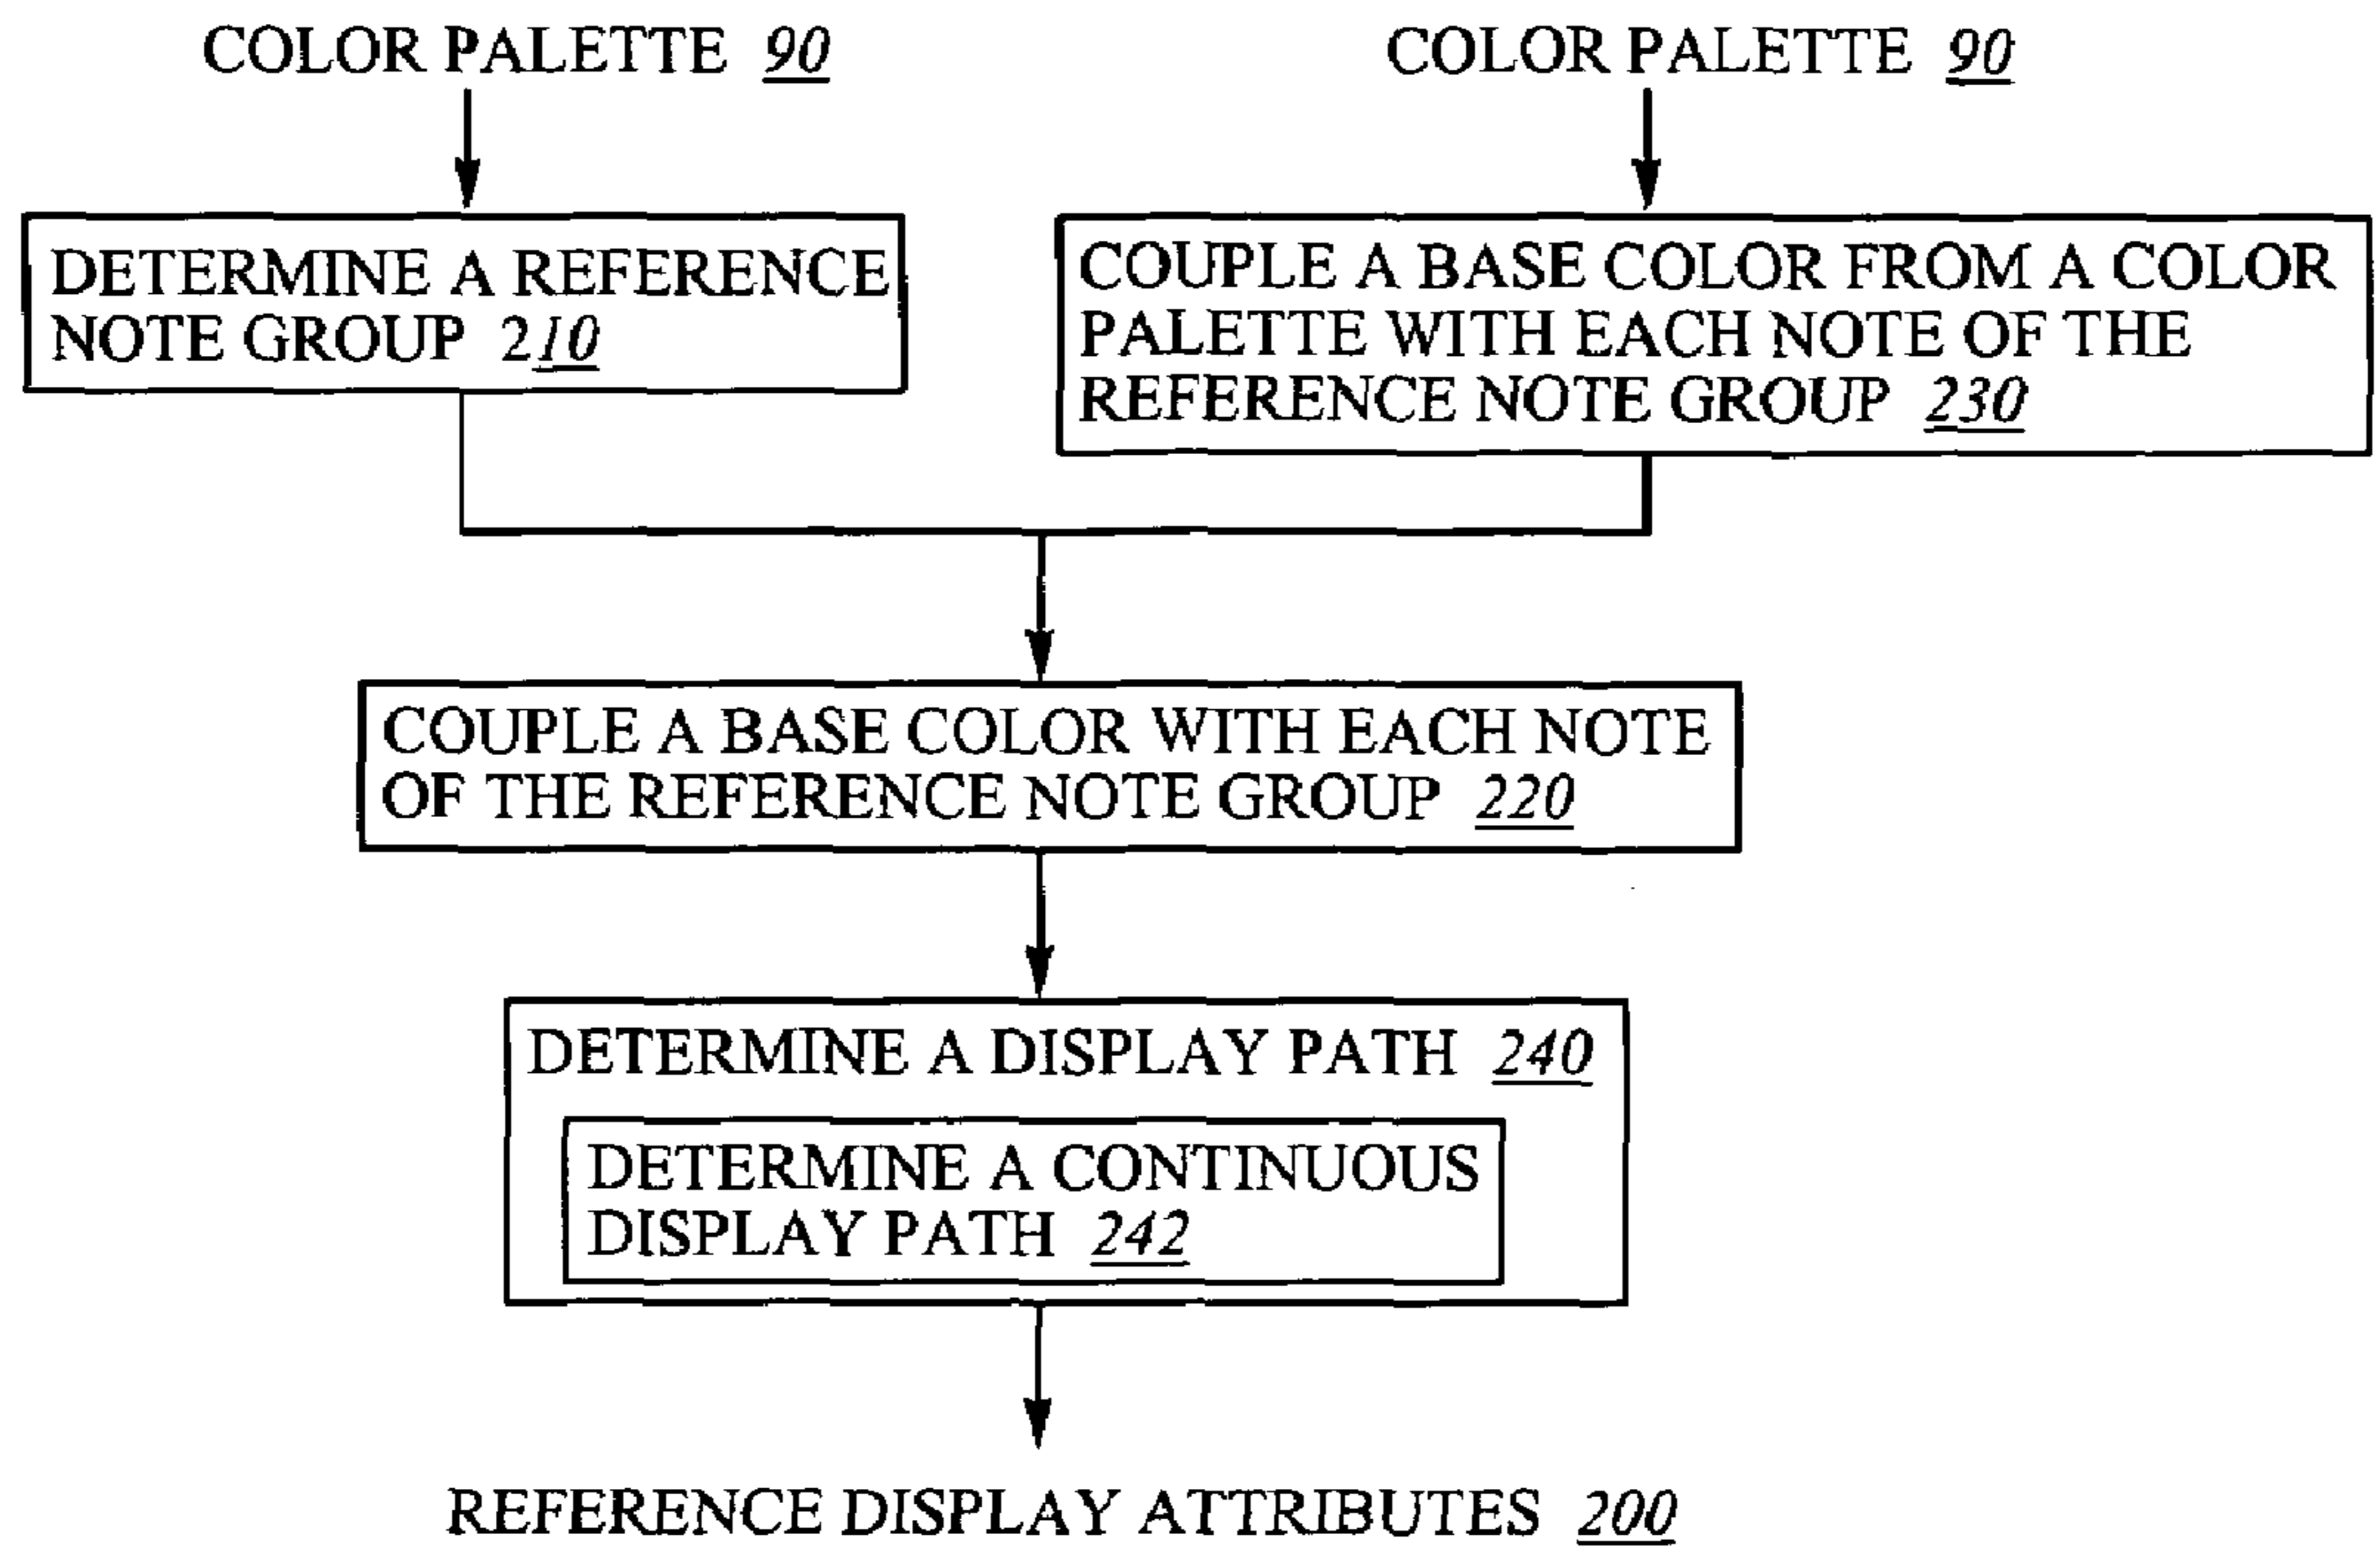 COLOR PALETTE 90
COLOR PALETTE 90
DETERMINE A REFERENCE
NOTE GROUP 210
COUPLE A BASE COLOR FROM A COLOR
PALETTE WITH EACH NOTE OF THE
REFERENCE NOTE GROUP 230
COUPLE A BASE COLOR WITH EACH NOTE
OF THE REFERENCE NOTE GROUP 220
DETERMINE A DISPLAY PATH 240
DETERMINE A CONTINUOUS
DISPLAY PATH 242
REFERENCE DISPLAY ATTRIBUTES 200